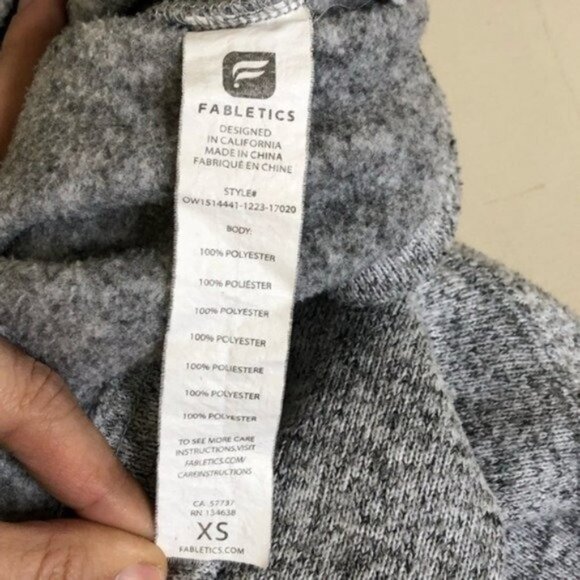 FABLETICS
DESIGNED
IN CALIFORNIA
MADE IN CHINA
FABRIQUÉ EN CHINE
STYLE#
OW1514441-1223-17020
BODY:
100% POLYESTER
100% POLIÉSTER
100% POLYESTER
100% POLYESTER
100% POLIESTERE
100% POLYESTER
100% POLYESTER
TO SEE MORE CARE
INSTRUCTIONS,VISIT
FABLETICS.COM/
CAREINSTRUCTIONS
CA 57737
RN 154638
XS
FABLETICS.COM